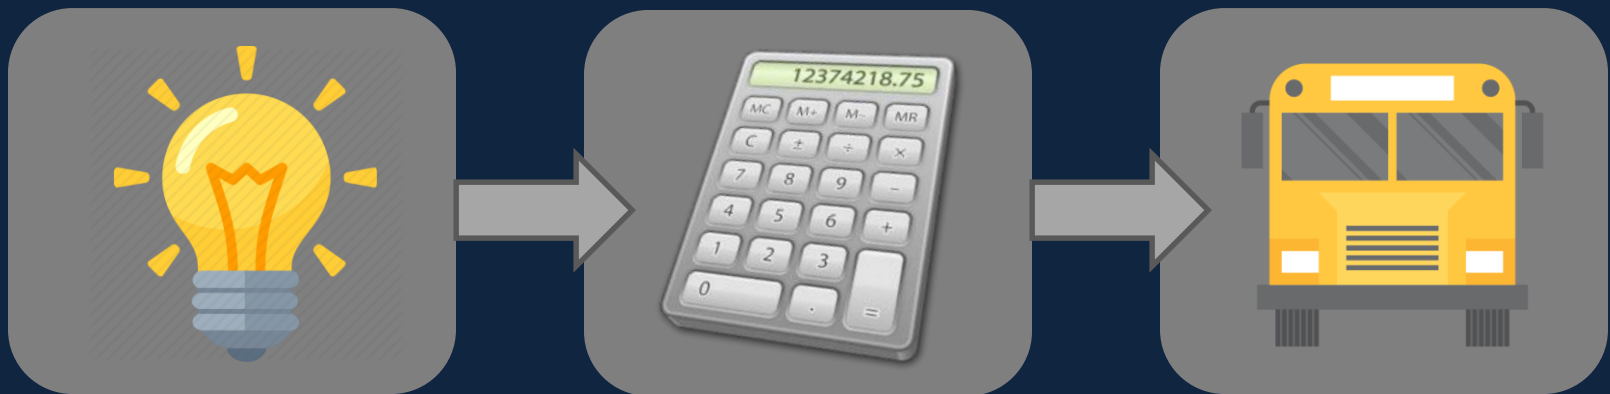 12374218.75
MC M+ M− MR
C ± ÷ ×
7 8 9 −
4 5 6 +
1 2 3
0 . =